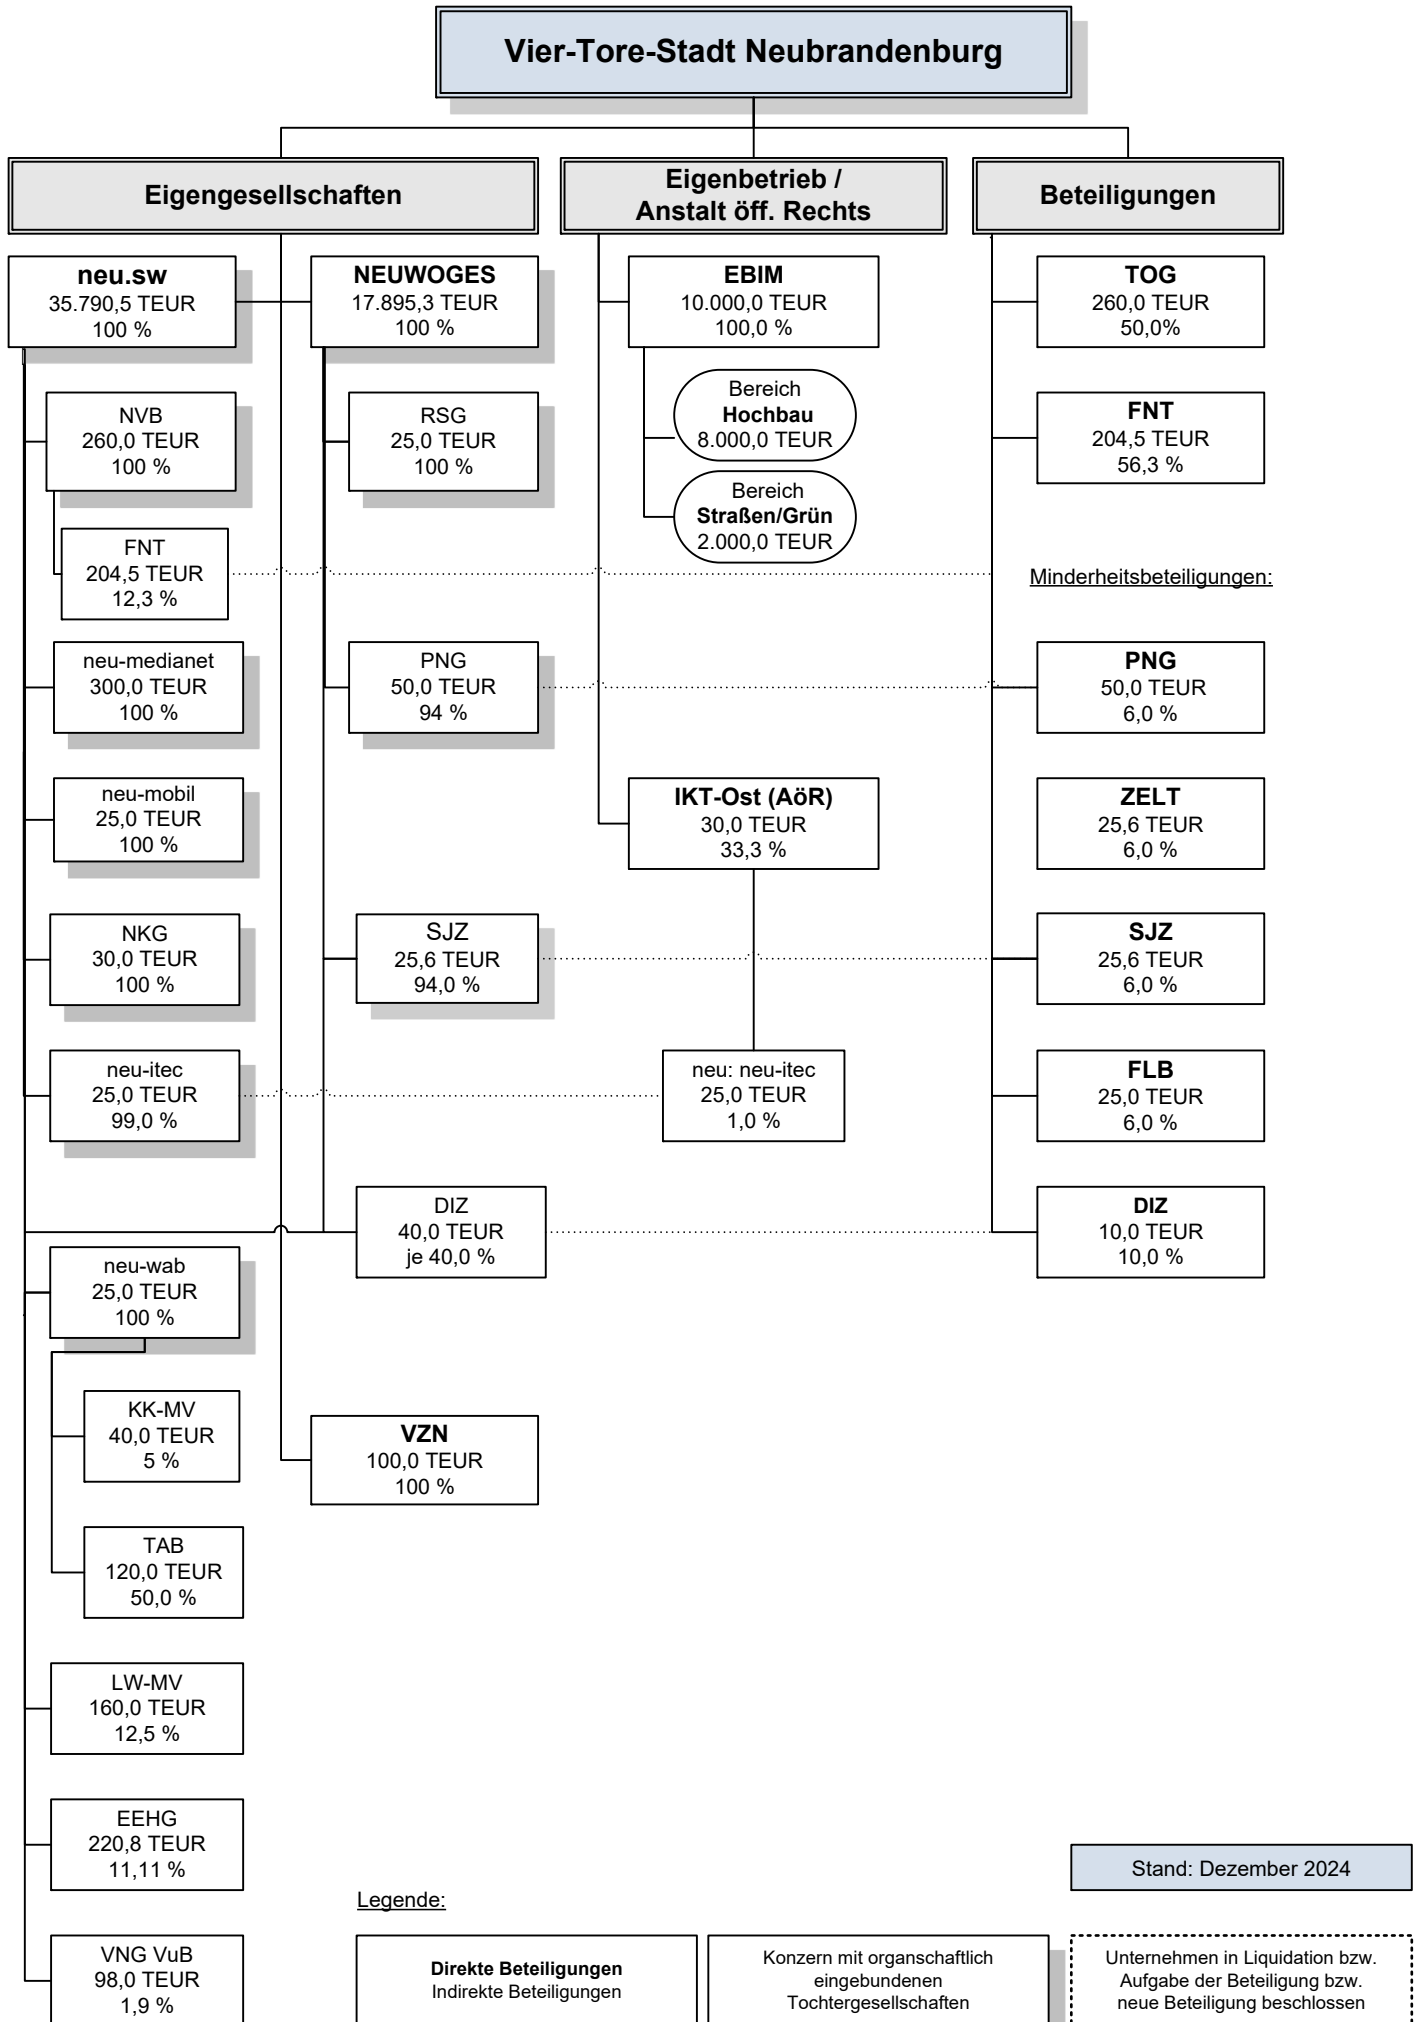 Vier-Tore-Stadt Neubrandenburg
Eigengesellschaften
Eigenbetrieb /
Anstalt öff. Rechts
Beteiligungen
neu.sw
35.790,5 TEUR
100 %
NEUWOGES
17.895,3 TEUR
100 %
EBIM
10.000,0 TEUR
100,0 %
TOG
260,0 TEUR
50,0%
NVB
260,0 TEUR
100 %
RSG
25,0 TEUR
100 %
Bereich
Hochbau
8.000,0 TEUR
FNT
204,5 TEUR
56,3 %
Bereich
Straßen/Grün
2.000,0 TEUR
FNT
204,5 TEUR
12,3 %
Minderheitsbeteiligungen:
neu-medianet
300,0 TEUR
100 %
PNG
50,0 TEUR
94 %
PNG
50,0 TEUR
6,0 %
neu-mobil
25,0 TEUR
100 %
IKT-Ost (AöR)
30,0 TEUR
33,3 %
ZELT
25,6 TEUR
6,0 %
NKG
30,0 TEUR
100 %
SJZ
25,6 TEUR
94,0 %
SJZ
25,6 TEUR
6,0 %
neu-itec
25,0 TEUR
99,0 %
neu: neu-itec
25,0 TEUR
1,0 %
FLB
25,0 TEUR
6,0 %
DIZ
40,0 TEUR
je 40,0 %
DIZ
10,0 TEUR
10,0 %
neu-wab
25,0 TEUR
100 %
KK-MV
40,0 TEUR
5 %
VZN
100,0 TEUR
100 %
TAB
120,0 TEUR
50,0 %
LW-MV
160,0 TEUR
12,5 %
EEHG
220,8 TEUR
11,11 %
Stand: Dezember 2024
Legende:
VNG VuB
98,0 TEUR
1,9 %
Direkte Beteiligungen
Indirekte Beteiligungen
Konzern mit organschaftlich
eingebundenen
Tochtergesellschaften
Unternehmen in Liquidation bzw.
Aufgabe der Beteiligung bzw.
neue Beteiligung beschlossen